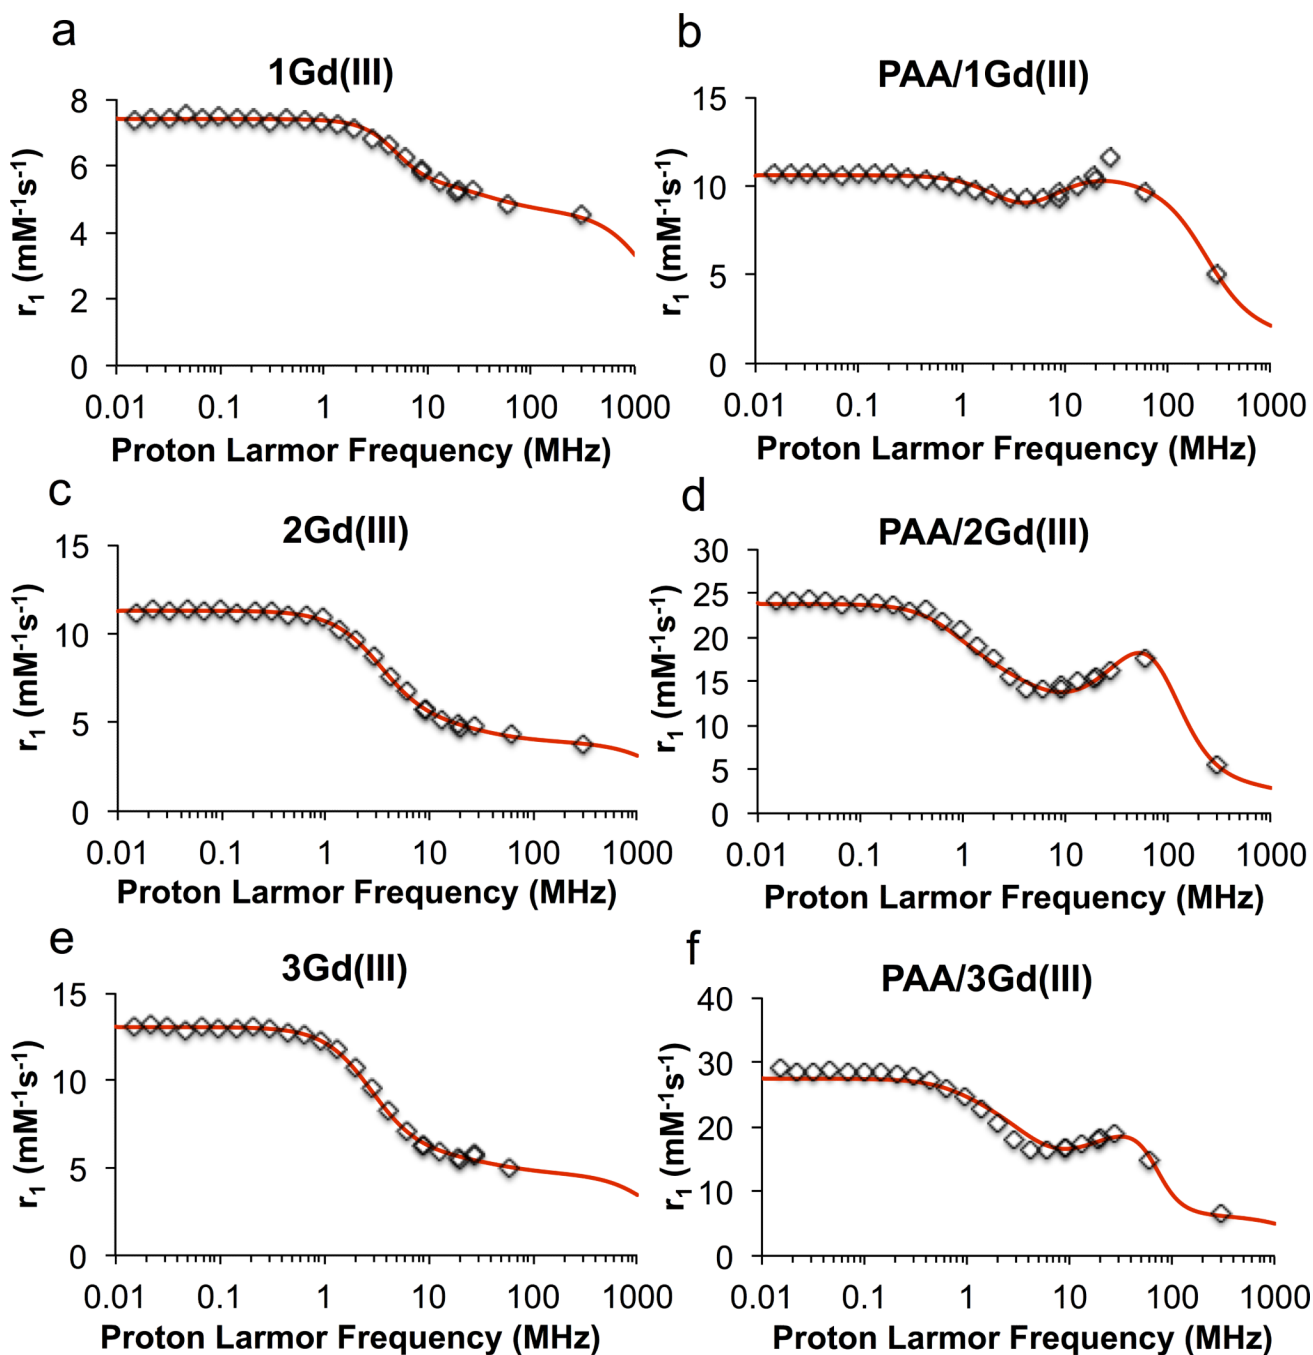 a
1Gd(III)
r1 (mM-1s-1)
8
6
4
2
0
0.01 0.1 1 10 100 1000
Proton Larmor Frequency (MHz)
b
PAA/1Gd(III)
r1 (mM-1s-1)
15
10
5
0
0.01 0.1 1 10 100 1000
Proton Larmor Frequency (MHz)
c
2Gd(III)
r1 (mM-1s-1)
15
10
5
0
0.01 0.1 1 10 100 1000
Proton Larmor Frequency (MHz)
d
PAA/2Gd(III)
r1 (mM-1s-1)
30
25
20
15
10
5
0
0.01 0.1 1 10 100 1000
Proton Larmor Frequency (MHz)
e
3Gd(III)
r1 (mM-1s-1)
15
10
5
0
0.01 0.1 1 10 100 1000
Proton Larmor Frequency (MHz)
f
PAA/3Gd(III)
r1 (mM-1s-1)
40
30
20
10
0
0.01 0.1 1 10 100 1000
Proton Larmor Frequency (MHz)